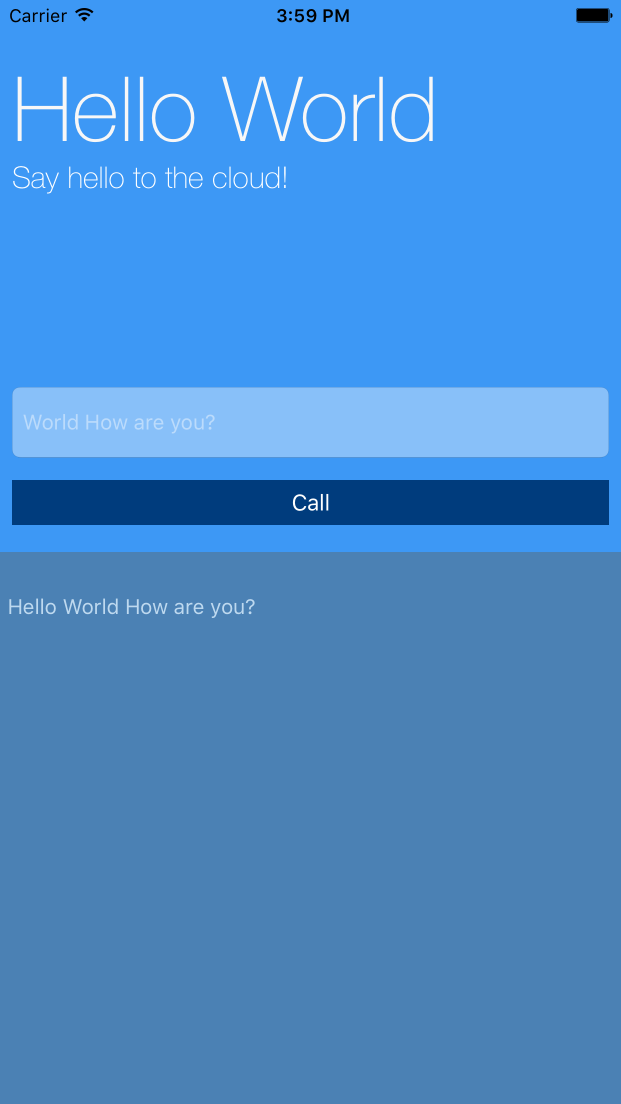 Carrier 3:59 PM
Hello World
Say hello to the cloud!
World How are you?
Call
Hello World How are you?